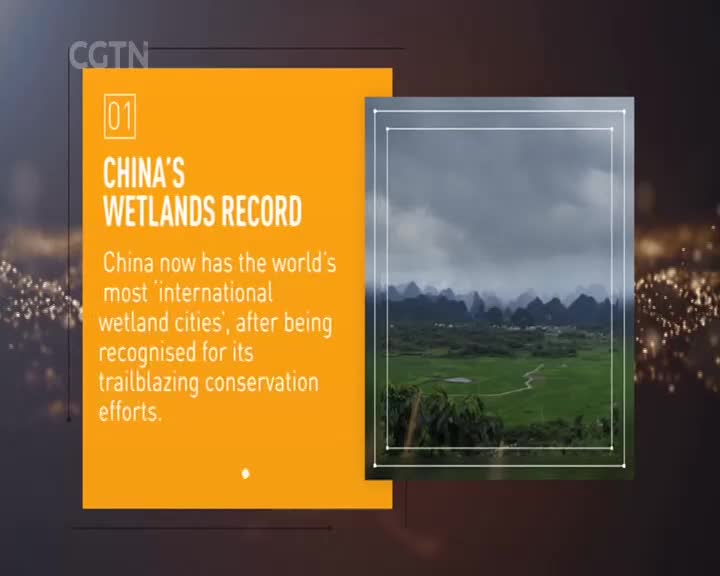 CGTN
01
CHINA'S
WETLANDS RECORD
China now has the world's
most 'international
wetland cities', after being
recognised for its
trailblazing conservation
efforts.